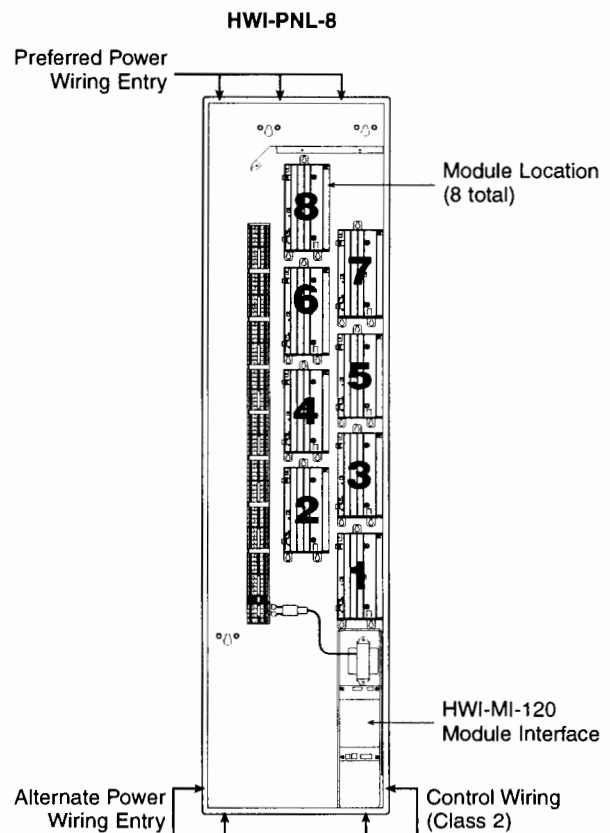 HWI-PNL-8
Preferred Power
Wiring Entry
Module Location
(8 total)
8
7
6
5
4
3
2
1
HWI-MI-120
Module Interface
Alternate Power
Wiring Entry
Control Wiring
(Class 2)